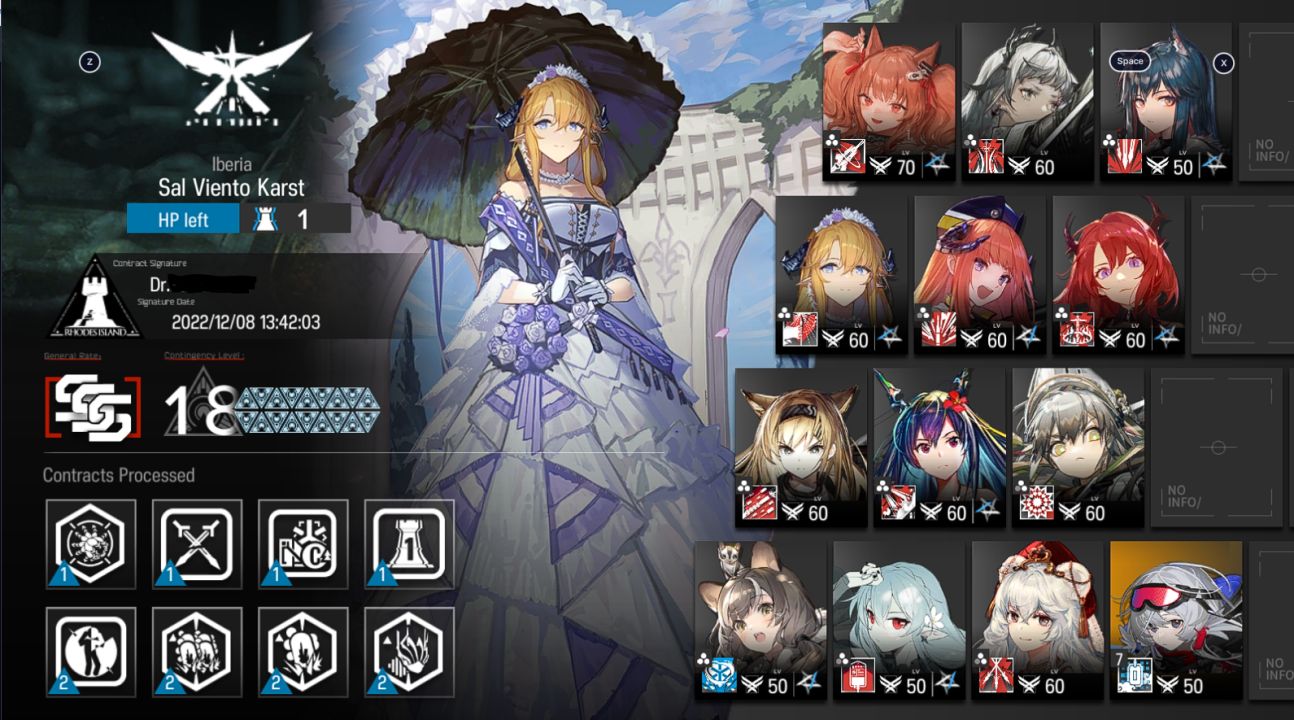 Z
Iberia
Sal Viento Karst
HP left 1
Contract Signature
Dr.
Signature Date
2022/12/08 13:42:03
RHODES ISLAND
General Rate:
Contingency Level :
SSS
18
Contracts Processed
1 1 1 1
2 2 2 2
Space
X
LV 70
LV 60
LV 50
NO
INFO/
LV 60
LV 60
LV 60
NO
INFO/
LV 60
LV 60
LV 60
NO
INFO/
LV 50
LV 50
LV 60
7
LV 50
NO
INFO/